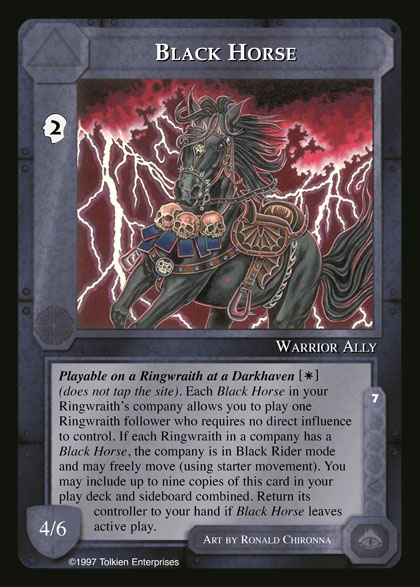 BLACK HORSE
2
WARRIOR ALLY
Playable on a Ringwraith at a Darkhaven [✷]
(does not tap the site). Each Black Horse in your
Ringwraith's company allows you to play one
Ringwraith follower who requires no direct influence
to control. If each Ringwraith in a company has a
Black Horse, the company is in Black Rider mode
and may freely move (using starter movement). You
may include up to nine copies of this card in your
play deck and sideboard combined. Return its
controller to your hand if Black Horse leaves
active play.
7
4/6
ART BY RONALD CHIRONNA
©1997 Tolkien Enterprises